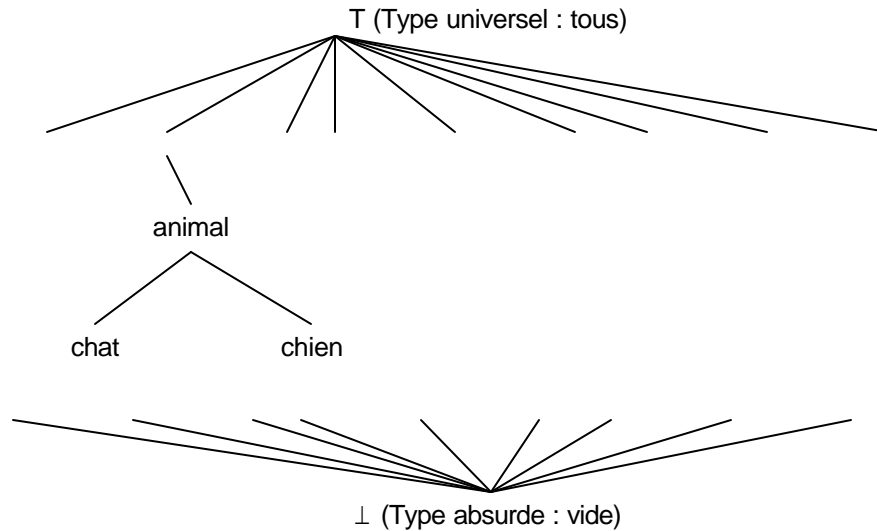 T (Type universel : tous)
animal
chat chien
⊥ (Type absurde : vide)